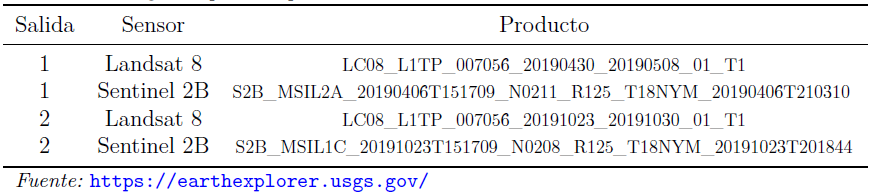 Salida Sensor Producto
1 Landsat 8 LC08_L1TP_007056_20190430_20190508_01_T1
1 Sentinel 2B S2B_MSIL2A_20190406T151709_N0211_R125_T18NYM_20190406T210310
2 Landsat 8 LC08_L1TP_007056_20191023_20191030_01_T1
2 Sentinel 2B S2B_MSIL1C_20191023T151709_N0208_R125_T18NYM_20191023T201844
Fuente: https://earthexplorer.usgs.gov/